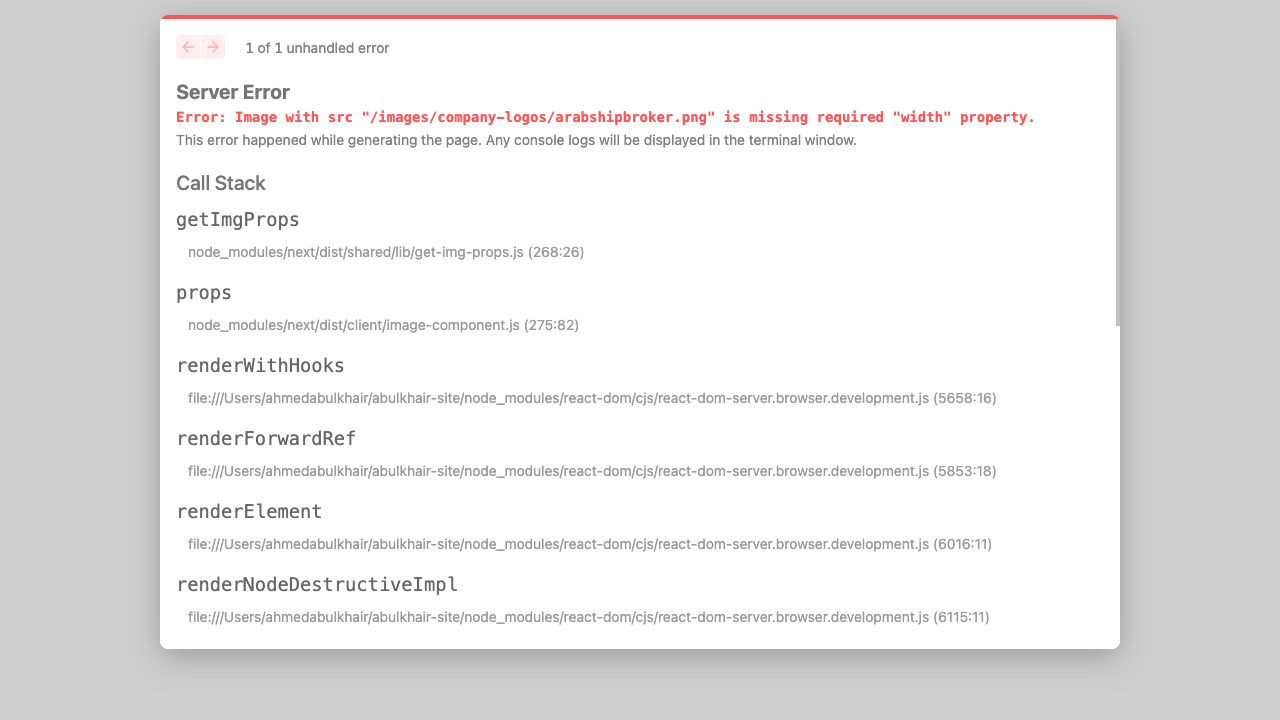 1 of 1 unhandled error
Server Error
Error: Image with src "/images/company-logos/arabshipbroker.png" is missing required "width" property.
This error happened while generating the page. Any console logs will be displayed in the terminal window.
Call Stack
getImgProps
node_modules/next/dist/shared/lib/get-img-props.js (268:26)
props
node_modules/next/dist/client/image-component.js (275:82)
renderWithHooks
file:///Users/ahmedabulkhair/abulkhair-site/node_modules/react-dom/cjs/react-dom-server.browser.development.js (5658:16)
renderForwardRef
file:///Users/ahmedabulkhair/abulkhair-site/node_modules/react-dom/cjs/react-dom-server.browser.development.js (5853:18)
renderElement
file:///Users/ahmedabulkhair/abulkhair-site/node_modules/react-dom/cjs/react-dom-server.browser.development.js (6016:11)
renderNodeDestructiveImpl
file:///Users/ahmedabulkhair/abulkhair-site/node_modules/react-dom/cjs/react-dom-server.browser.development.js (6115:11)